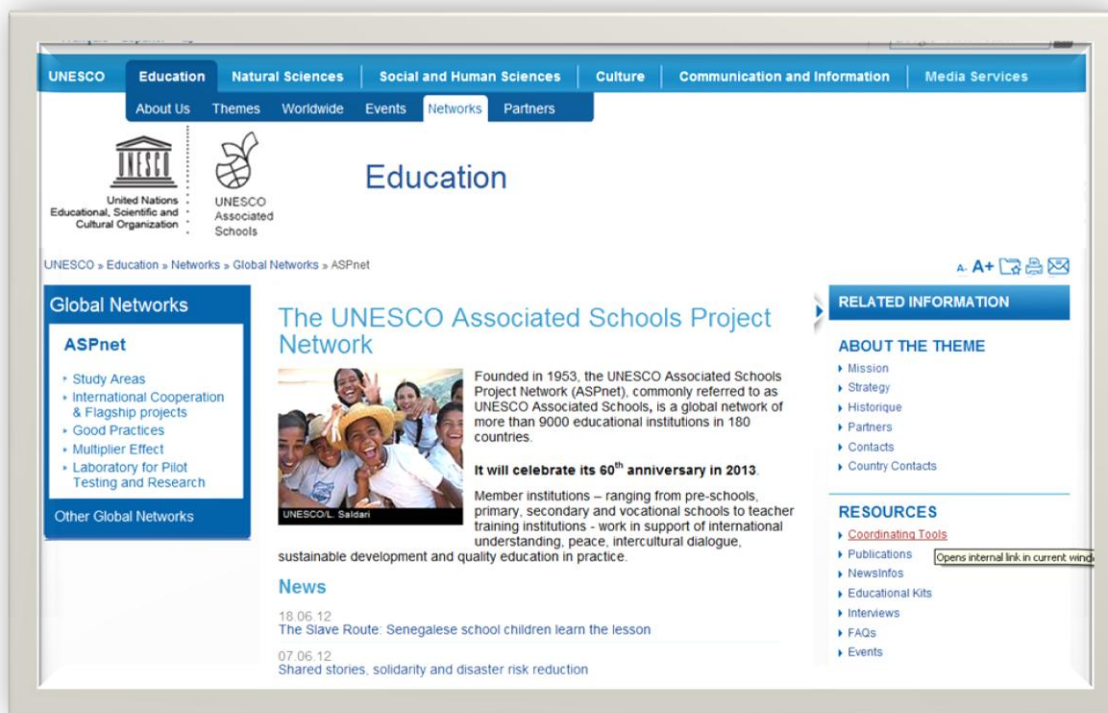 UNESCO Education Natural Sciences Social and Human Sciences Culture Communication and Information Media Services
About Us Themes Worldwide Events Networks Partners
UNESCO
United Nations
Educational, Scientific and
Cultural Organization
UNESCO
Associated
Schools
Education
UNESCO » Education » Networks » Global Networks » ASPnet
A- A+
Global Networks
ASPnet
Study Areas
International Cooperation
& Flagship projects
Good Practices
Multiplier Effect
Laboratory for Pilot
Testing and Research
Other Global Networks
The UNESCO Associated Schools Project
Network
UNESCO/L. Saldari
Founded in 1953, the UNESCO Associated Schools
Project Network (ASPnet), commonly referred to as
UNESCO Associated Schools, is a global network of
more than 9000 educational institutions in 180
countries.
It will celebrate its 60th anniversary in 2013.
Member institutions – ranging from pre-schools,
primary, secondary and vocational schools to teacher
training institutions - work in support of international
understanding, peace, intercultural dialogue,
sustainable development and quality education in practice.
News
18.06.12
The Slave Route: Senegalese school children learn the lesson
07.06.12
Shared stories, solidarity and disaster risk reduction
RELATED INFORMATION
ABOUT THE THEME
Mission
Strategy
Historique
Partners
Contacts
Country Contacts
RESOURCES
Coordinating Tools
Publications
Opens internal link in current
NewsInfos
Educational Kits
Interviews
FAQs
Events